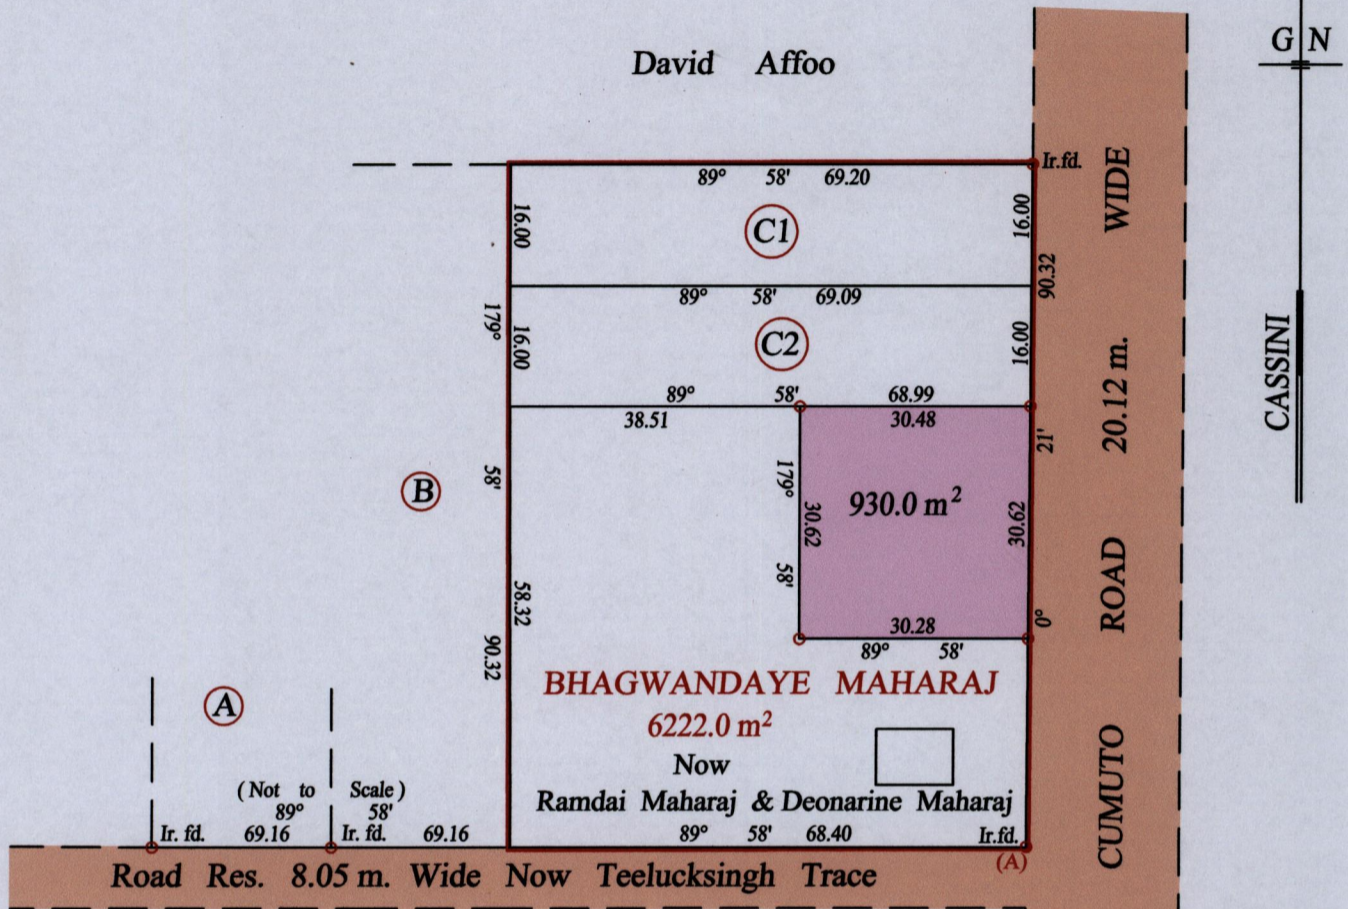 G N
David Affoo
Ir.fd.
89° 58' 69.20
16.00
C1
16.00
WIDE
90.32
89° 58' 69.09
179°
16.00
C2
16.00
20.12 m.
CASSINI
89° 58' 68.99
38.51
30.48
21'
58'
B
179°
930.0 m²
30.62
30.62
58'
ROAD
58.32
90.32
30.28
0°
89° 58'
BHAGWANDAYE MAHARAJ
6222.0 m²
Now
Ramdai Maharaj & Deonarine Maharaj
A
(Not to Scale)
89° 58'
Ir. fd. 69.16 Ir. fd. 69.16
89° 58' 68.40 Ir.fd.
(A)
CUMUTO
Road Res. 8.05 m. Wide Now Teelucksingh Trace